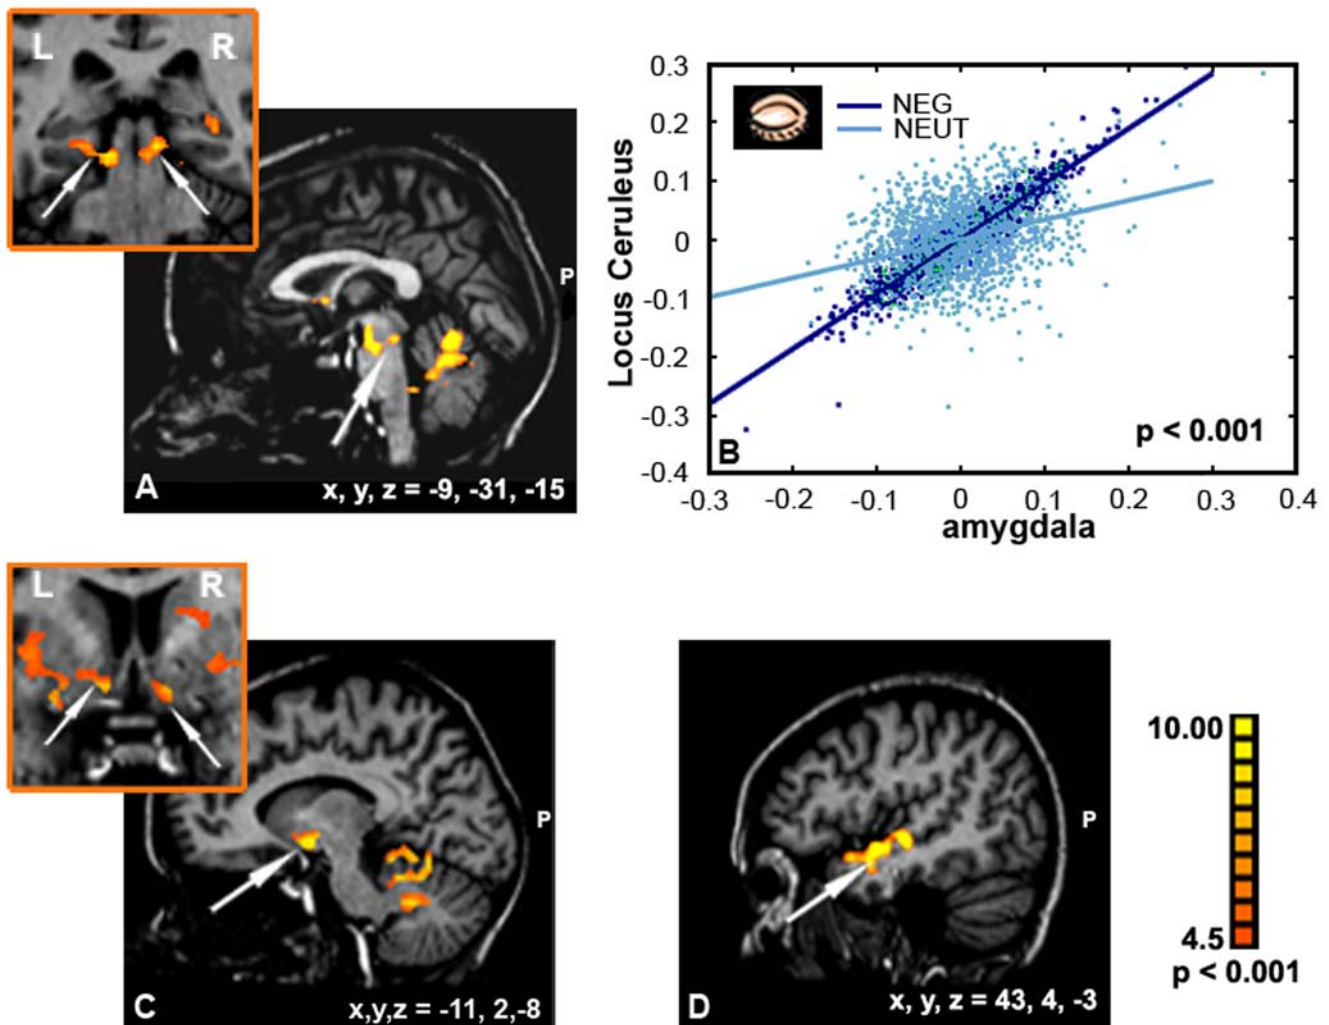 L R
P
A
x, y, z = -9, -31, -15
Locus Ceruleus
0.3
0.2
0.1
0
-0.1
-0.2
-0.3
-0.4
NEG
NEUT
p < 0.001
B
-0.3 -0.2 -0.1 0 0.1 0.2 0.3 0.4
amygdala
L R
P
C
x,y,z = -11, 2,-8
P
D
x, y, z = 43, 4, -3
10.00
4.5
p < 0.001